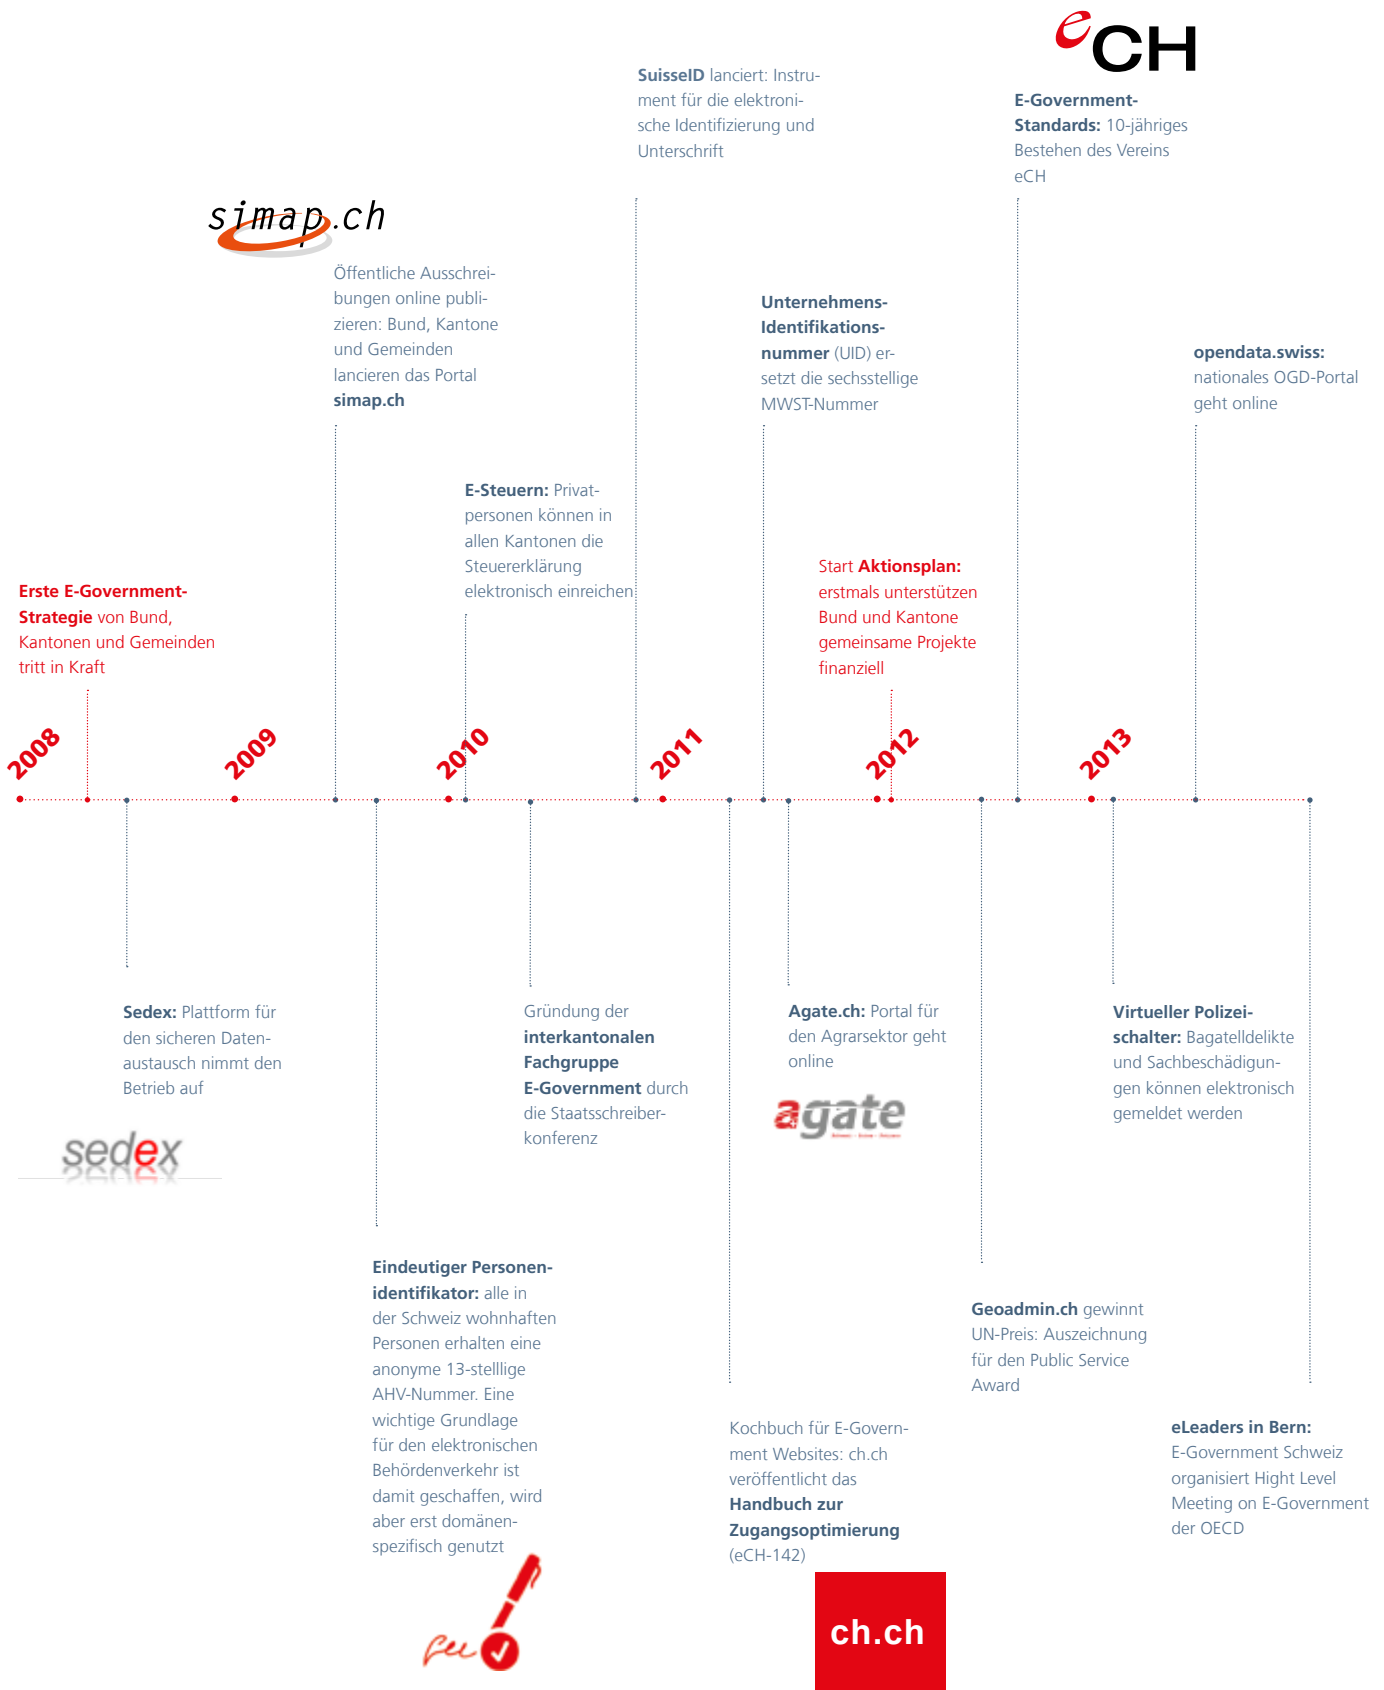 eCH
SuisseID lanciert: Instru-
ment für die elektroni-
sche Identifizierung und
Unterschrift
E-Government-
Standards: 10-jähriges
Bestehen des Vereins
eCH
simap.ch
Öffentliche Ausschrei-
bungen online publi-
zieren: Bund, Kantone
und Gemeinden
lancieren das Portal
simap.ch
Unternehmens-
Identifikations-
nummer (UID) er-
setzt die sechsstellige
MWST-Nummer
opendata.swiss:
nationales OGD-Portal
geht online
E-Steuern: Privat-
personen können in
allen Kantonen die
Steuererklärung
elektronisch einreichen
Erste E-Government-
Strategie von Bund,
Kantonen und Gemeinden
tritt in Kraft
Start Aktionsplan:
erstmals unterstützen
Bund und Kantone
gemeinsame Projekte
finanziell
2008
2009
2010
2011
2012
2013
Sedex: Plattform für
den sicheren Daten-
austausch nimmt den
Betrieb auf
sedex
Gründung der
interkantonalen
Fachgruppe
E-Government durch
die Staatsschreiber-
konferenz
Agate.ch: Portal für
den Agrarsektor geht
online
agate
Virtueller Polizei-
schalter: Bagatelldelikte
und Sachbeschädigun-
gen können elektronisch
gemeldet werden
Eindeutiger Personen-
identifikator: alle in
der Schweiz wohnhaften
Personen erhalten eine
anonyme 13-stelllige
AHV-Nummer. Eine
wichtige Grundlage
für den elektronischen
Behördenverkehr ist
damit geschaffen, wird
aber erst domänen-
spezifisch genutzt
Geoadmin.ch gewinnt
UN-Preis: Auszeichnung
für den Public Service
Award
Kochbuch für E-Govern-
ment Websites: ch.ch
veröffentlicht das
Handbuch zur
Zugangsoptimierung
(eCH-142)
ch.ch
eLeaders in Bern:
E-Government Schweiz
organisiert Hight Level
Meeting on E-Government
der OECD